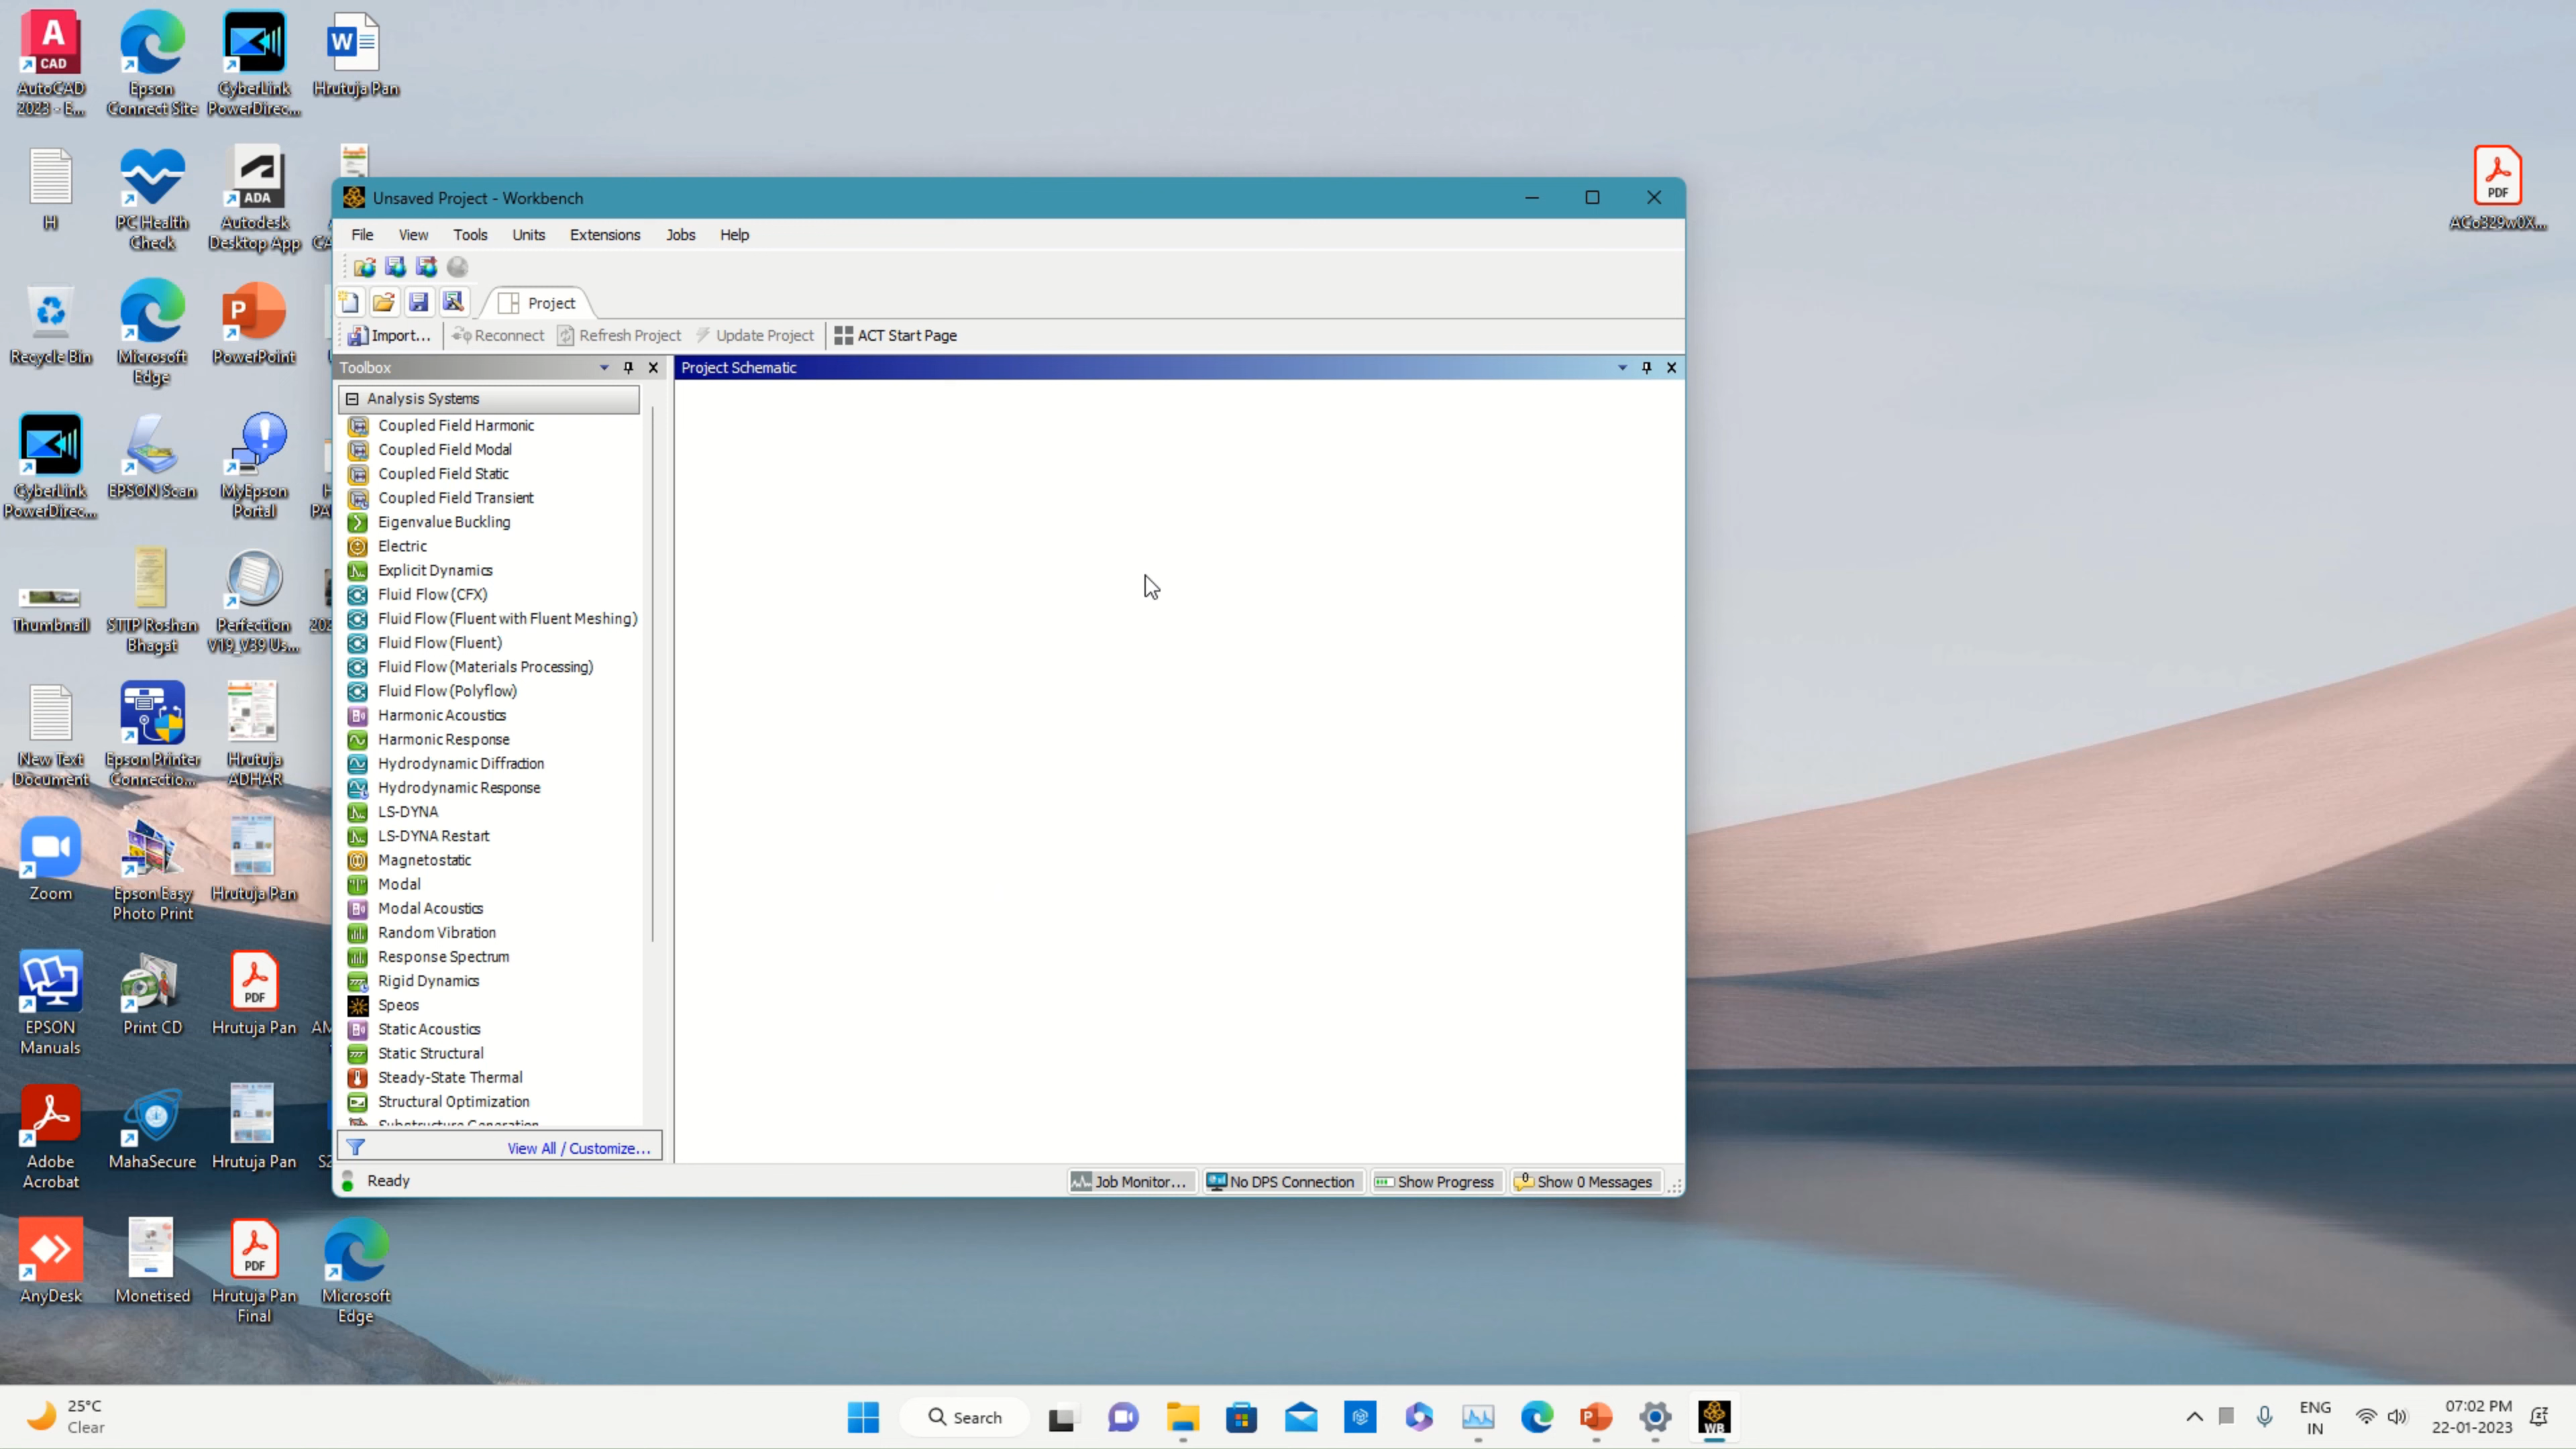 AutoCAD
2023 - E...
Epson
Connect Site
CyberLink
PowerDirec...
Hrutuja Pan
H
PC Health
Check
Autodesk
Desktop App
Recycle Bin
Microsoft
Edge
PowerPoint
CyberLink
PowerDirec...
EPSON Scan
MyEpson
Portal
Thumbnail
STTP Roshan
Bhagat
Perfection
V19_V39 Us...
New Text
Document
Epson Printer
Connectio...
Hrutuja
ADHAR
Zoom
Epson Easy
Photo Print
Hrutuja Pan
EPSON
Manuals
Print CD
Hrutuja Pan
Adobe
Acrobat
MahaSecure
Hrutuja Pan
AnyDesk
Monetised
Hrutuja Pan
Final
Microsoft
Edge
Unsaved Project - Workbench
File View Tools Units Extensions Jobs Help
Project
Import... Reconnect Refresh Project Update Project ACT Start Page
Toolbox
Project Schematic
Analysis Systems
Coupled Field Harmonic
Coupled Field Modal
Coupled Field Static
Coupled Field Transient
Eigenvalue Buckling
Electric
Explicit Dynamics
Fluid Flow (CFX)
Fluid Flow (Fluent with Fluent Meshing)
Fluid Flow (Fluent)
Fluid Flow (Materials Processing)
Fluid Flow (Polyflow)
Harmonic Acoustics
Harmonic Response
Hydrodynamic Diffraction
Hydrodynamic Response
LS-DYNA
LS-DYNA Restart
Magnetostatic
Modal
Modal Acoustics
Random Vibration
Response Spectrum
Rigid Dynamics
Speos
Static Acoustics
Static Structural
Steady-State Thermal
Structural Optimization
Substructure Generation
View All / Customize...
Ready
Job Monitor... No DPS Connection Show Progress Show 0 Messages
PDF
ACo329w0X...
25°C
Clear
Search
ENG
IN
07:02 PM
22-01-2023